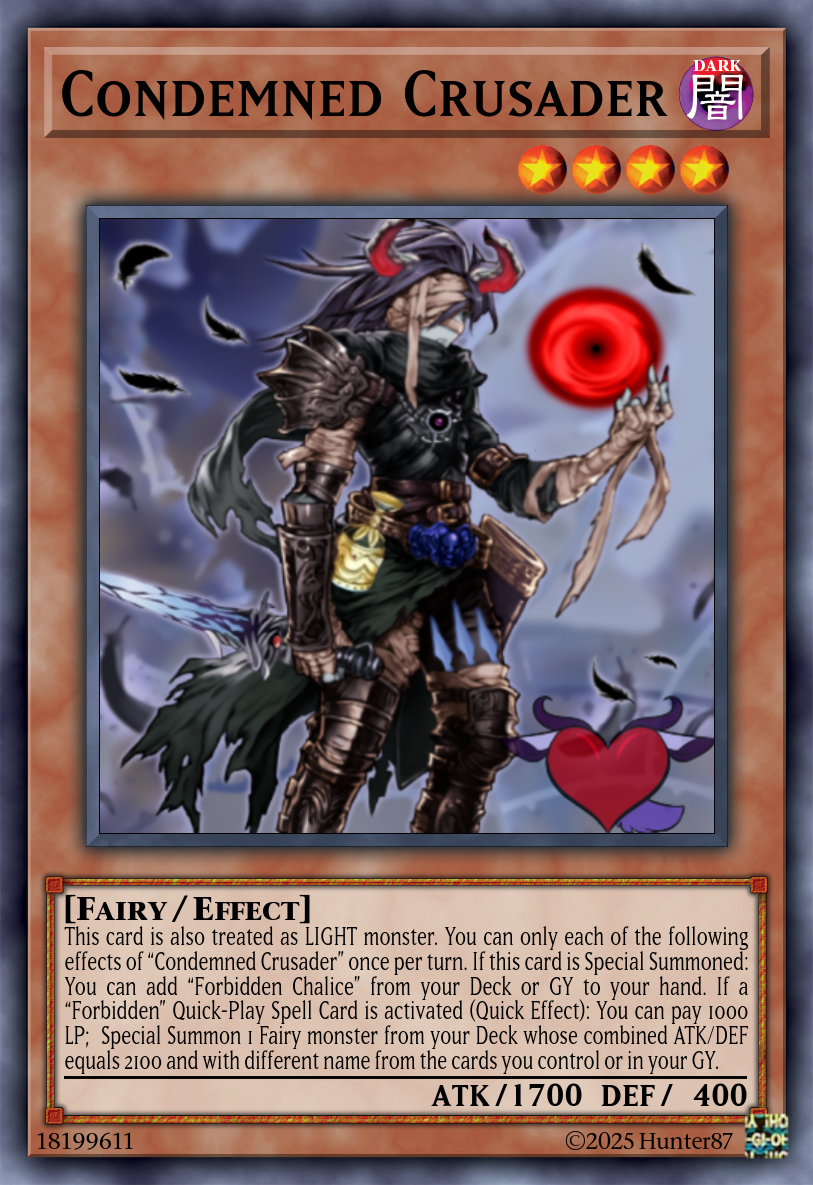 Condemned Crusader
DARK
闇
[Fairy / Effect]
This card is also treated as LIGHT monster. You can only each of the following
effects of “Condemned Crusader” once per turn. If this card is Special Summoned:
You can add “Forbidden Chalice” from your Deck or GY to your hand. If a
“Forbidden” Quick-Play Spell Card is activated (Quick Effect): You can pay 1000
LP; Special Summon 1 Fairy monster from your Deck whose combined ATK/DEF
equals 2100 and with different name from the cards you control or in your GY.
ATK / 1700 DEF / 400
18199611 ©2025 Hunter87